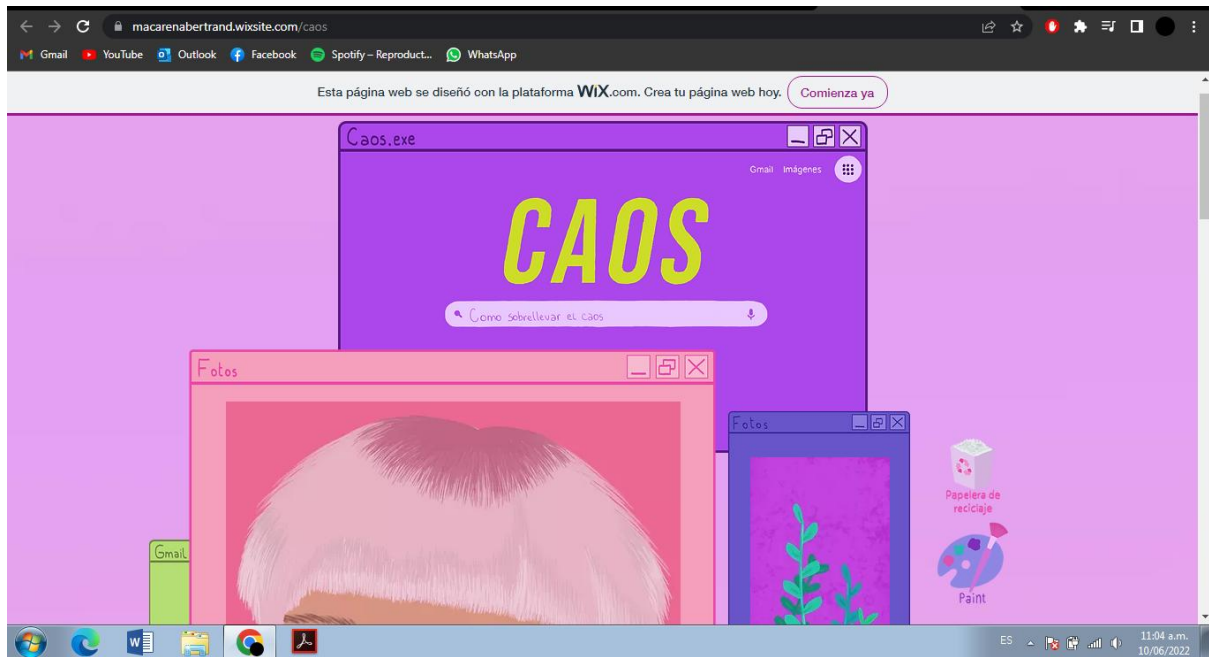 macarenabertrand.wixsite.com/caos
Gmail YouTube Outlook Facebook Spotify – Reproduct... WhatsApp
Esta página web se diseñó con la plataforma WiX.com. Crea tu página web hoy. Comienza ya
Caos.exe
Gmail Imágenes
CAOS
Como sobrellevar el caos
Fotos
Fotos
Papelera de
reciclaje
Gmail
Paint
ES 11:04 a.m.
10/06/2022